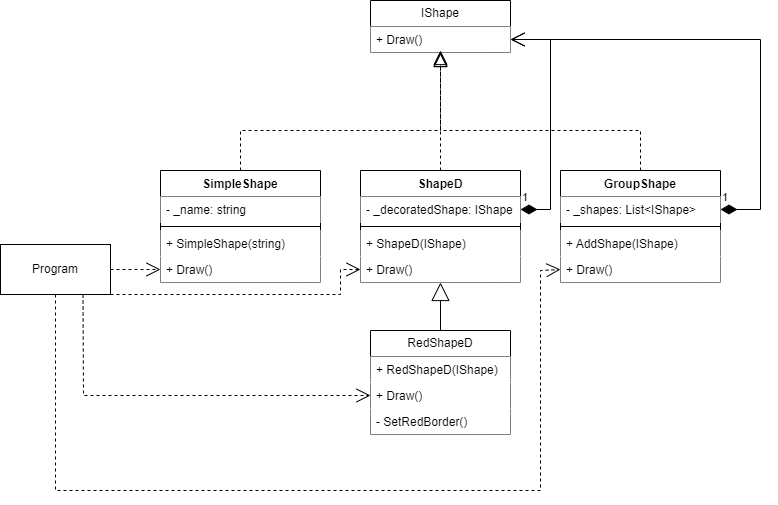 IShape
+ Draw()
SimpleShape
- _name: string
+ SimpleShape(string)
+ Draw()
ShapeD
- _decoratedShape: IShape
1
+ ShapeD(IShape)
+ Draw()
GroupShape
- _shapes: List<IShape>
1
+ AddShape(IShape)
+ Draw()
Program
RedShapeD
+ RedShapeD(IShape)
+ Draw()
- SetRedBorder()